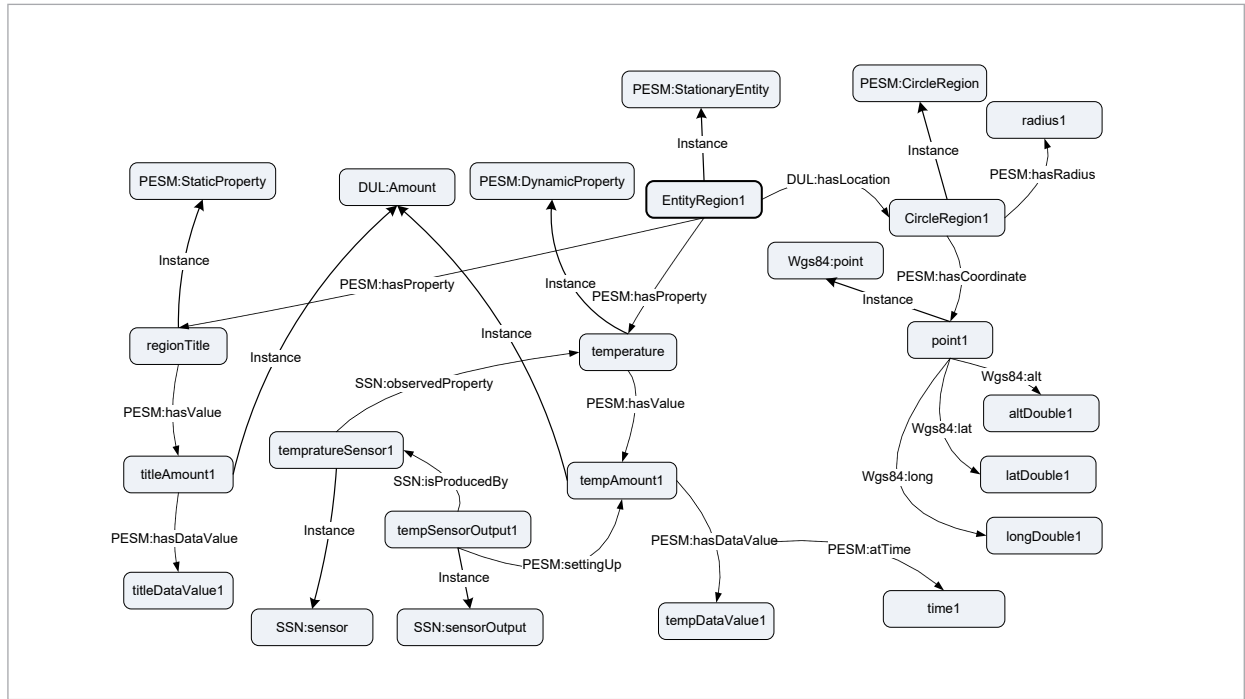 PESM:StationaryEntity
PESM:CircleRegion
radius1
Instance
Instance
PESM:StaticProperty
DUL:Amount
PESM:DynamicProperty
DUL:hasLocation
PESM:hasRadius
EntityRegion1
CircleRegion1
Instance
Wgs84:point
PESM:hasCoordinate
PESM:hasProperty
Instance
PESM:hasProperty
Instance
Instance
regionTitle
temperature
point1
Instance
Wgs84:alt
SSN:observedProperty
PESM:hasValue
PESM:hasValue
altDouble1
Wgs84:lat
tempratureSensor1
titleAmount1
tempAmount1
Wgs84:long
latDouble1
SSN:isProducedBy
Instance
tempSensorOutput1
longDouble1
PESM:hasDataValue
PESM:hasDataValue
PESM:atTime
PESM:settingUp
Instance
titleDataValue1
time1
SSN:sensor
SSN:sensorOutput
tempDataValue1